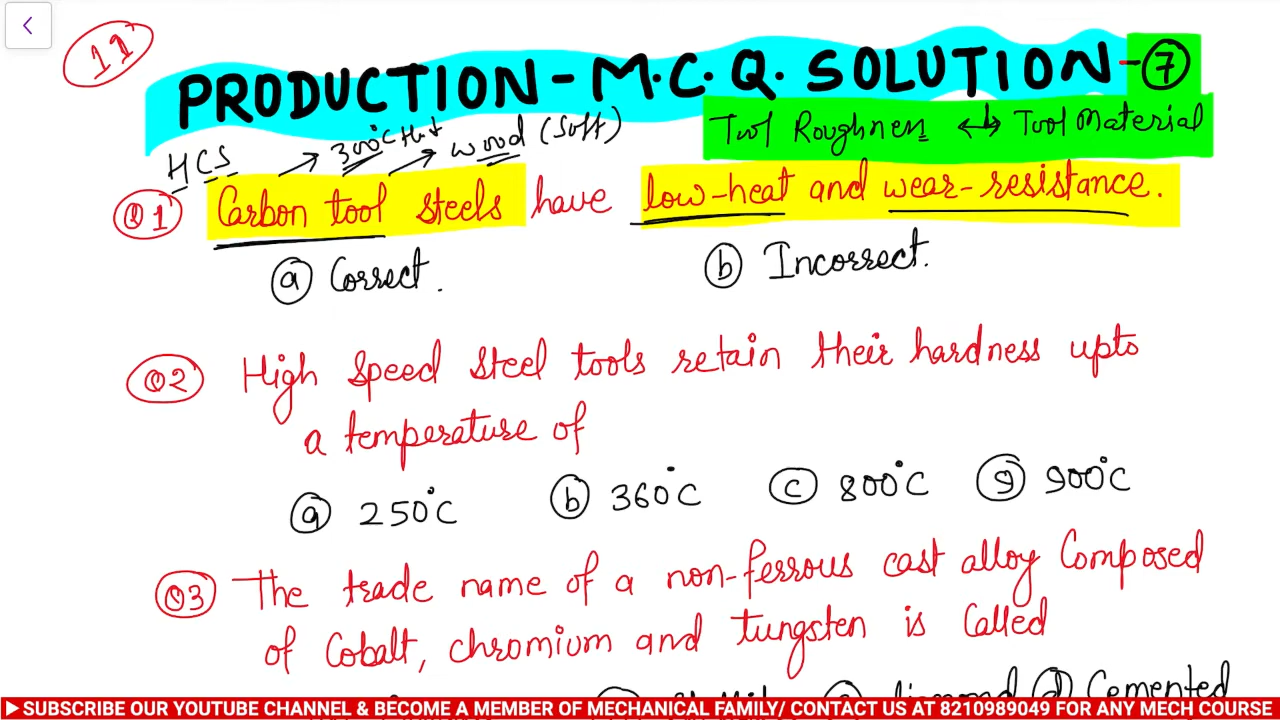 11
PRODUCTION - M.C.Q. SOLUTION - 7
Tool Roughness ↔ Tool Material
HCS → 300°C Hot → wood (Soft)
Q1 Carbon tool steels have low-heat and wear-resistance.
a Correct. b Incorrect.
Q2 High Speed Steel tools retain their hardness upto
a temperature of
a 250°C b 360°C c 800°C 9 900°C
Q3 The trade name of a non-ferrous cast alloy Composed
of Cobalt, chromium and tungsten is Called
diamond d Cemented
SUBSCRIBE OUR YOUTUBE CHANNEL & BECOME A MEMBER OF MECHANICAL FAMILY/ CONTACT US AT 8210989049 FOR ANY MECH COURSE